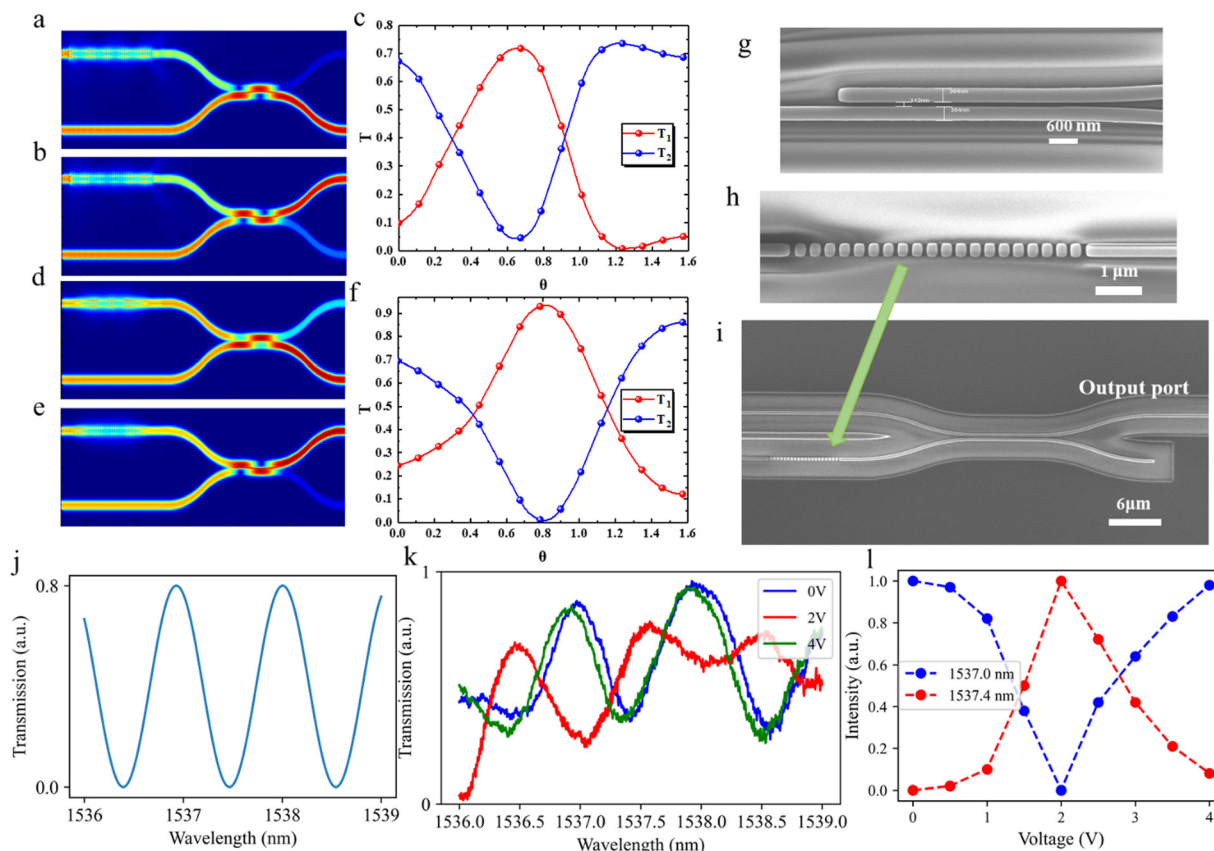 a
b
d
e
c
T
0.8
0.7
0.6
0.5
0.4
0.3
0.2
0.1
0.0
T1
T2
0.0 0.2 0.4 0.6 0.8 1.0 1.2 1.4 1.6
θ
f
T
0.9
0.8
0.7
0.6
0.5
0.4
0.3
0.2
0.1
0.0
T1
T2
0.0 0.2 0.4 0.6 0.8 1.0 1.2 1.4 1.6
θ
g
364nm
112nm
364nm
600 nm
h
1 μm
i
Output port
6μm
j
Transmission (a.u.)
0.8
0.0
1536 1537 1538 1539
Wavelength (nm)
k
Transmission (a.u.)
1
0
0V
2V
4V
1536.0 1536.5 1537.0 1537.5 1538.0 1538.5 1539.0
Wavelength (nm)
l
Intensity (a.u.)
1.0
0.8
0.6
0.4
0.2
0.0
1537.0 nm
1537.4 nm
0 1 2 3 4
Voltage (V)